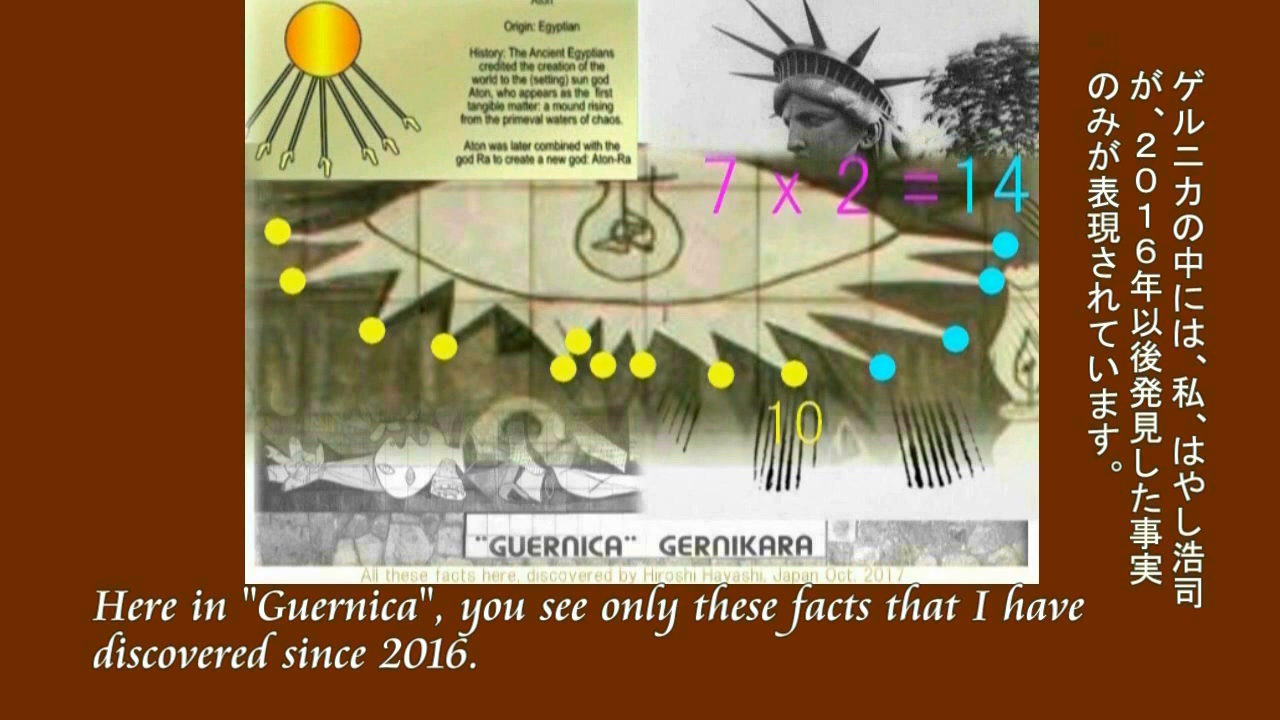 Aton
Origin: Egyptian
History: The Ancient Egyptians
credited the creation of the
world to the (setting) sun god
Aton, who appears as the first
tangible matter: a mound rising
from the primeval waters of chaos.
Aton was later combined with the
god Ra to create a new god: Aton-Ra
7 x 2 = 14
10
"GUERNICA" GERNIKARA
All these facts here, discovered by Hiroshi Hayashi, Japan Oct. 2017
ゲルニカの中には、私、はやし浩司
が、２０１６年以後発見した事実
のみが表現されています。
Here in "Guernica", you see only these facts that I have
discovered since 2016.